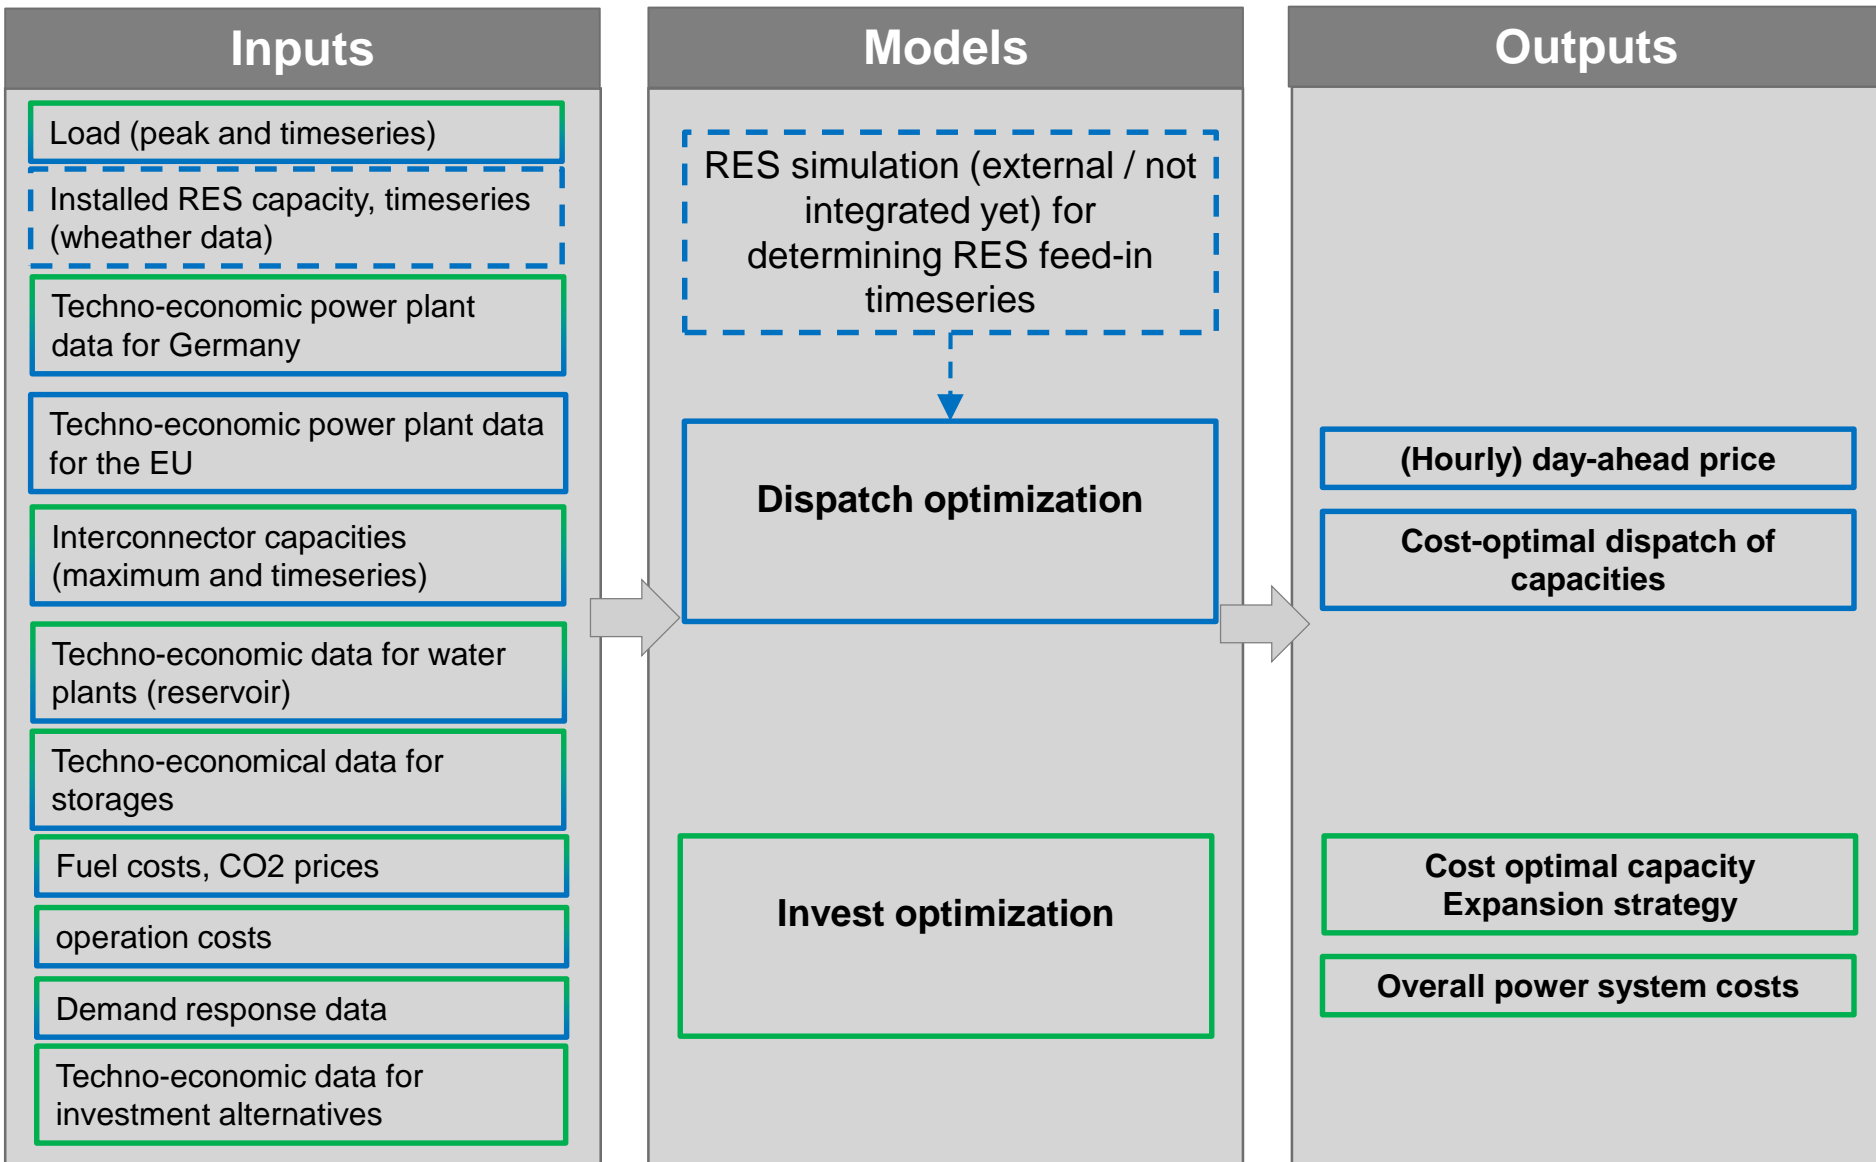 Inputs
Load (peak and timeseries)
Installed RES capacity, timeseries
(wheather data)
Techno-economic power plant
data for Germany
Techno-economic power plant data
for the EU
Interconnector capacities
(maximum and timeseries)
Techno-economic data for water
plants (reservoir)
Techno-economical data for
storages
Fuel costs, CO2 prices
operation costs
Demand response data
Techno-economic data for
investment alternatives
Models
RES simulation (external / not
integrated yet) for
determining RES feed-in
timeseries
Dispatch optimization
Invest optimization
Outputs
(Hourly) day-ahead price
Cost-optimal dispatch of
capacities
Cost optimal capacity
Expansion strategy
Overall power system costs